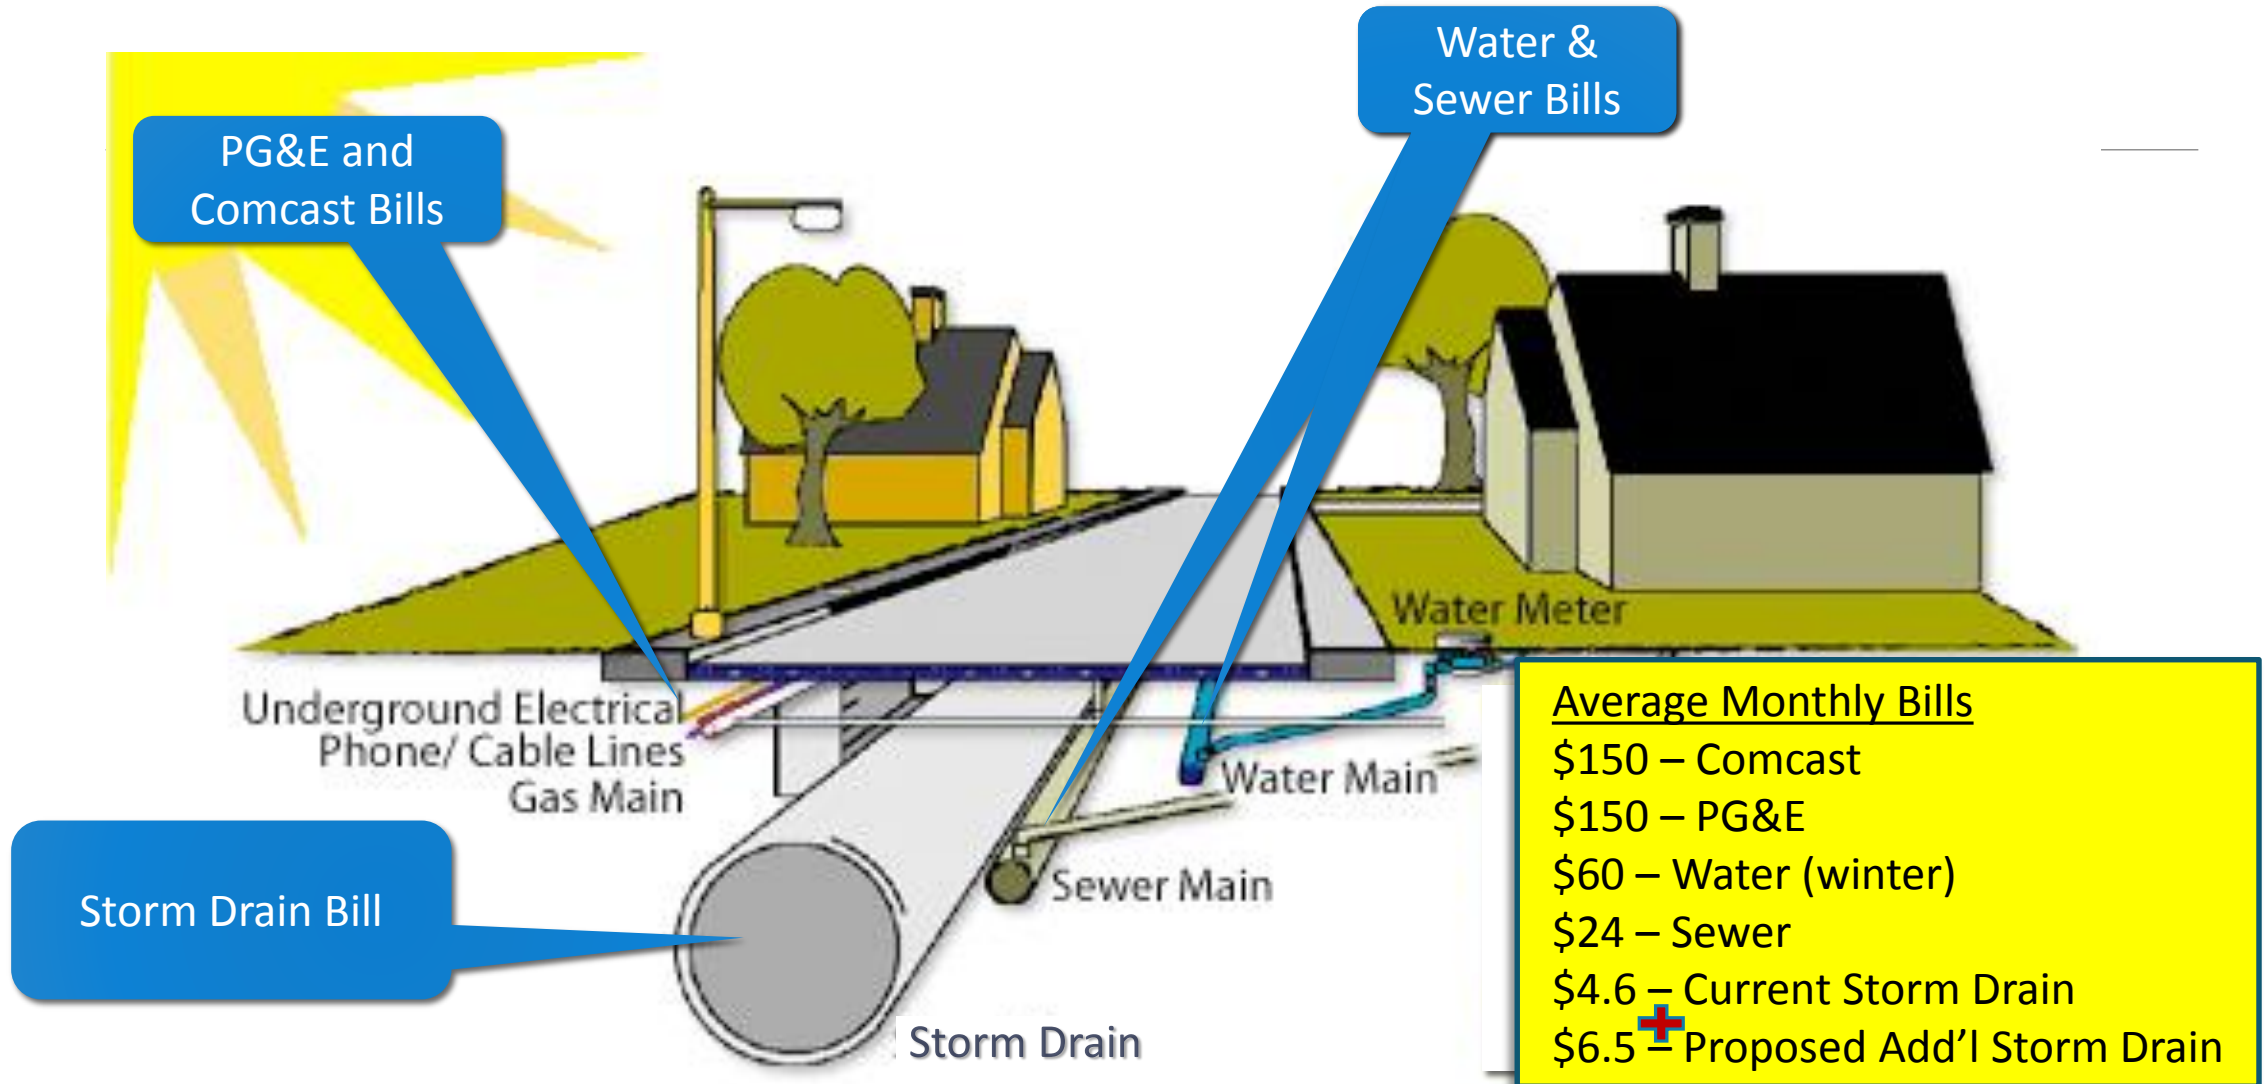 Water &
Sewer Bills
PG&E and
Comcast Bills
Water Meter
Underground Electrical
Phone/ Cable Lines
Gas Main
Water Main
Sewer Main
Storm Drain Bill
Storm Drain
Average Monthly Bills
$150 – Comcast
$150 – PG&E
$60 – Water (winter)
$24 – Sewer
$4.6 – Current Storm Drain
$6.5 – Proposed Add’l Storm Drain